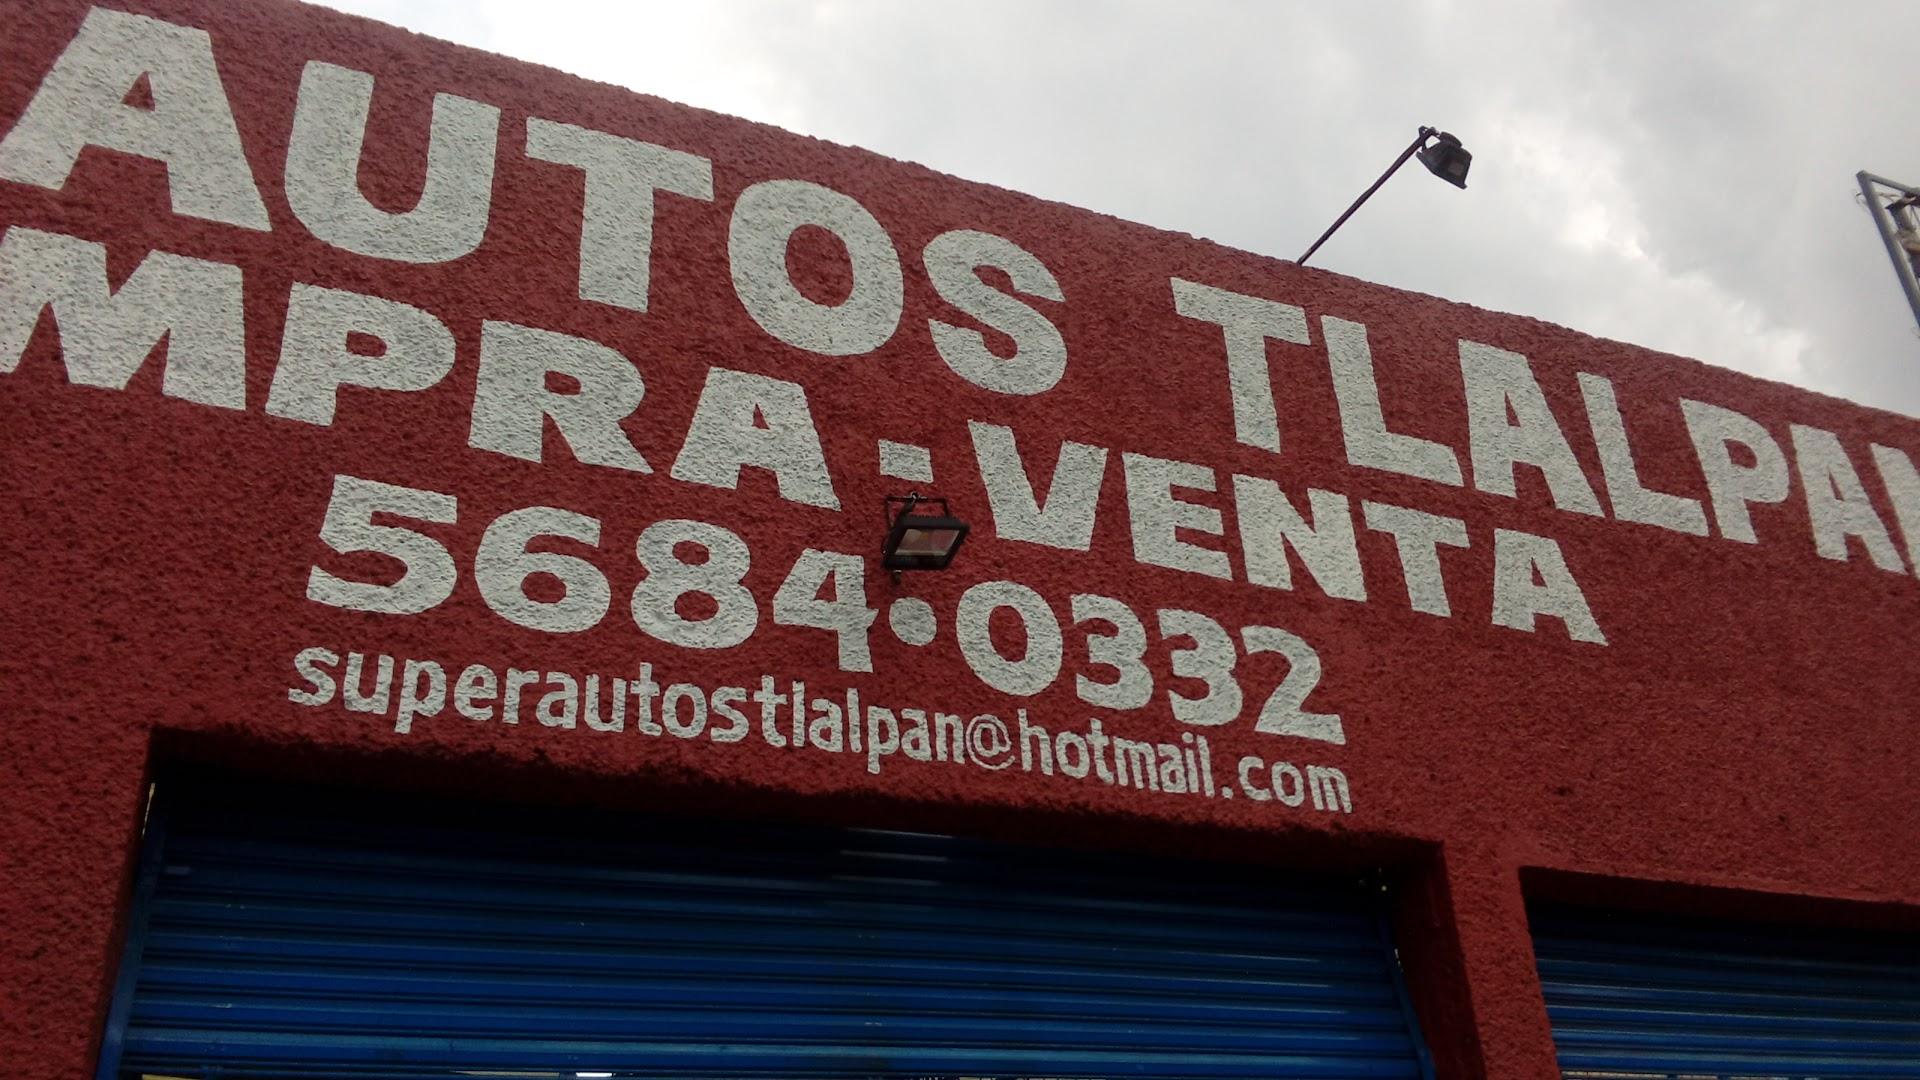 AUTOS TLALPAN
MPRA-VENTA
5684·0332
superautostlalpan@hotmail.com